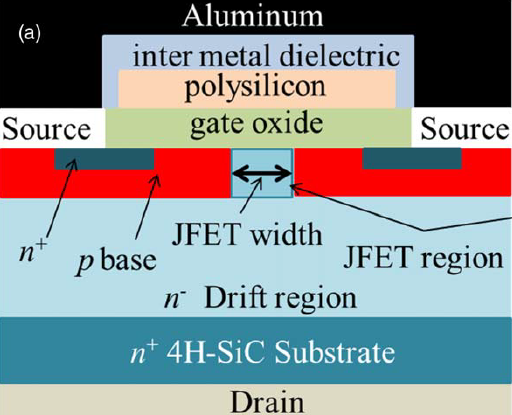 (a)
Aluminum
inter metal dielectric
polysilicon
gate oxide
Source
Source
JFET width
n⁺
p base
JFET region
n⁻ Drift region
n⁺ 4H-SiC Substrate
Drain